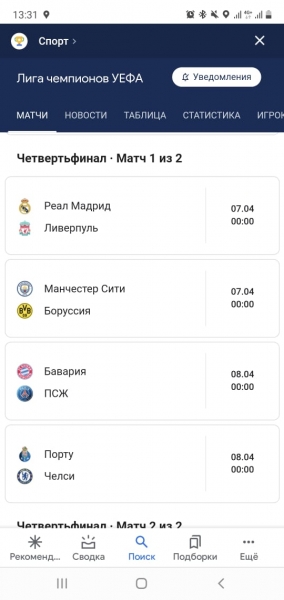 13:31
Спорт
Лига чемпионов УЕФА
Уведомления
МАТЧИ НОВОСТИ ТАБЛИЦА СТАТИСТИКА ИГРОК
Четвертьфинал · Матч 1 из 2
Реал Мадрид
Ливерпуль
07.04
00:00
Манчестер Сити
Боруссия
07.04
00:00
Бавария
ПСЖ
08.04
00:00
Порту
Челси
08.04
00:00
Четвертьфинал · Матч 2 из 2
Рекоменд... Сводка Поиск Подборки Ещё